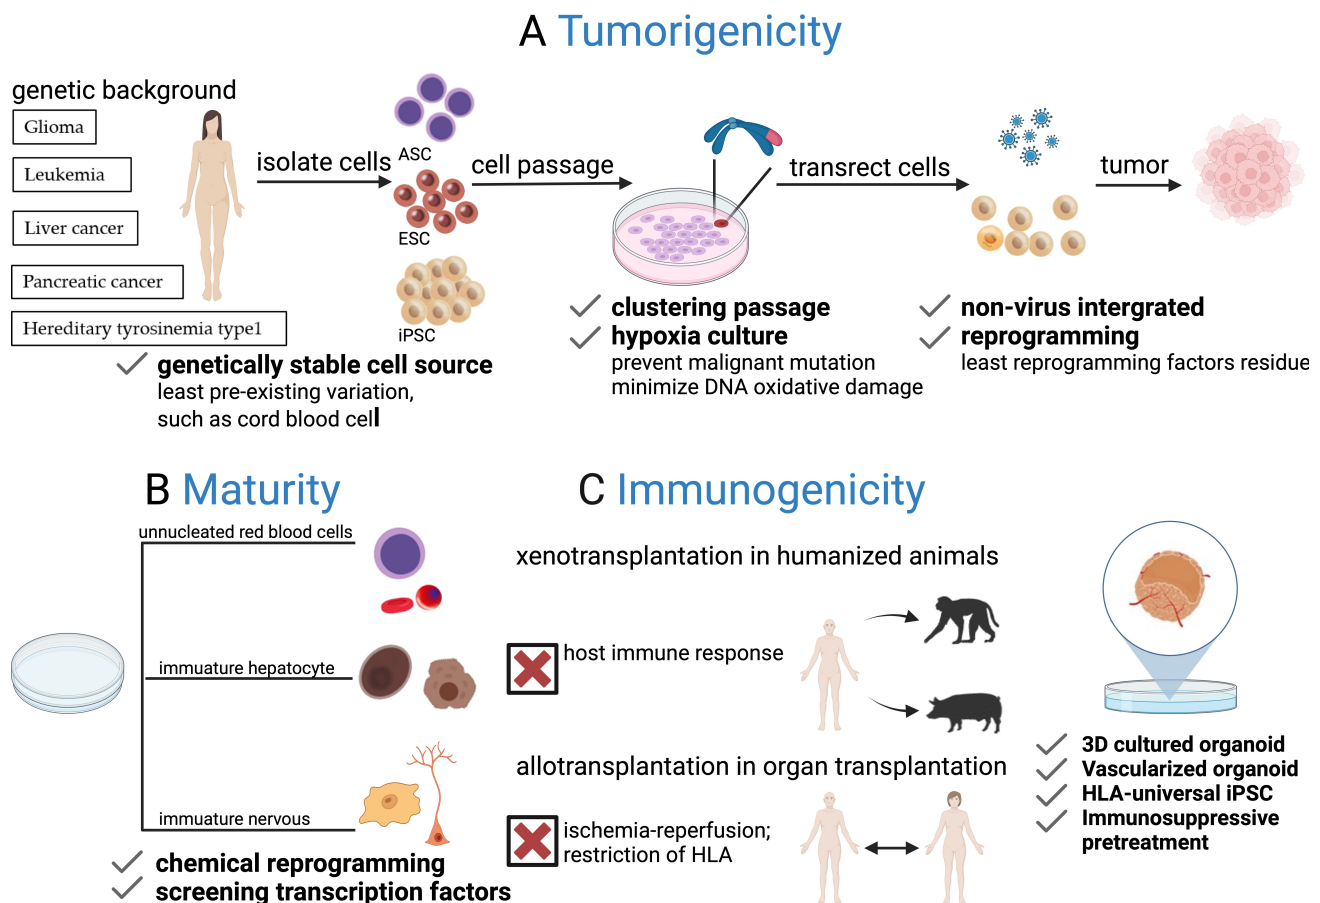 A Tumorigenicity
genetic background
Glioma
Leukemia
Liver cancer
Pancreatic cancer
Hereditary tyrosinemia type1
isolate cells
ASC
ESC
iPSC
cell passage
transrect cells
tumor
genetically stable cell source
least pre-existing variation,
such as cord blood cell
clustering passage
hypoxia culture
prevent malignant mutation
minimize DNA oxidative damage
non-virus intergrated
reprogramming
least reprogramming factors residue
B Maturity
unnucleated red blood cells
immuature hepatocyte
immuature nervous
chemical reprogramming
screening transcription factors
C Immunogenicity
xenotransplantation in humanized animals
host immune response
allotransplantation in organ transplantation
ischemia-reperfusion;
restriction of HLA
3D cultured organoid
Vascularized organoid
HLA-universal iPSC
Immunosuppressive
pretreatment